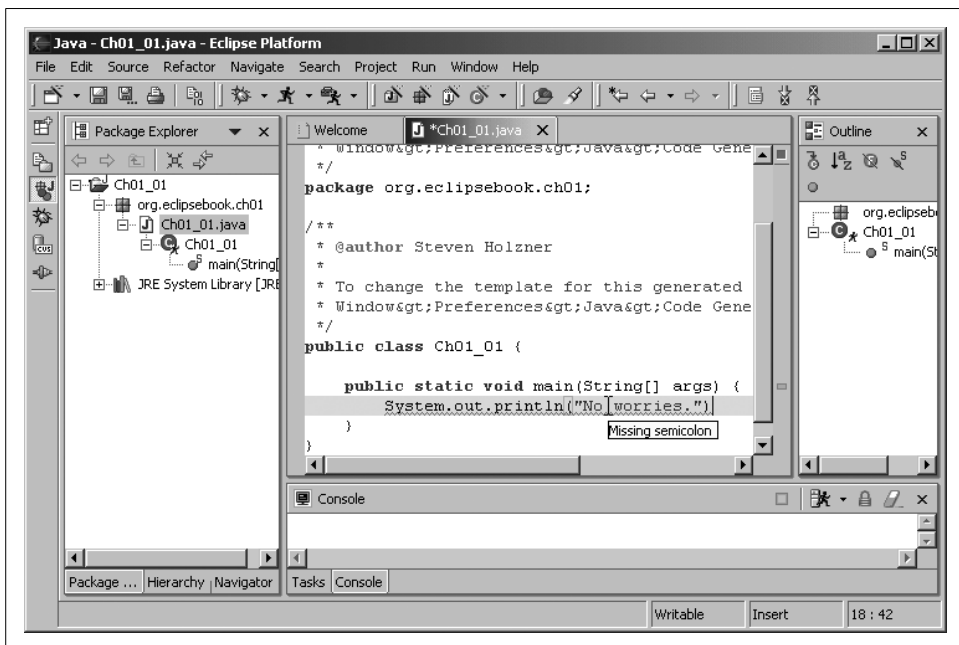 Java - Ch01_01.java - Eclipse Platform
File Edit Source Refactor Navigate Search Project Run Window Help
Package Explorer
Ch01_01
org.eclipsebook.ch01
Ch01_01.java
Ch01_01
main(String[
JRE System Library [JRE
Package ... Hierarchy Navigator
Welcome *Ch01_01.java
* Window&gt;Preferences&gt;Java&gt;Code Gene
*/
package org.eclipsebook.ch01;
/**
* @author Steven Holzner
*
* To change the template for this generated
* Window&gt;Preferences&gt;Java&gt;Code Gene
*/
public class Ch01_01 {
public static void main(String[] args) {
System.out.println("No worries.")
Missing semicolon
}
}
Outline
org.eclipseb
Ch01_01
main(St
Console
Tasks Console
Writable Insert 18 : 42